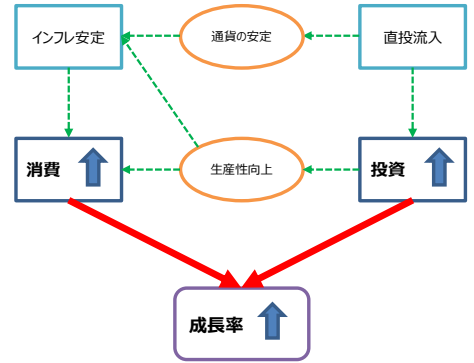 インフレ安定
通貨の安定
直投流入
消費
生産性向上
投資
成長率